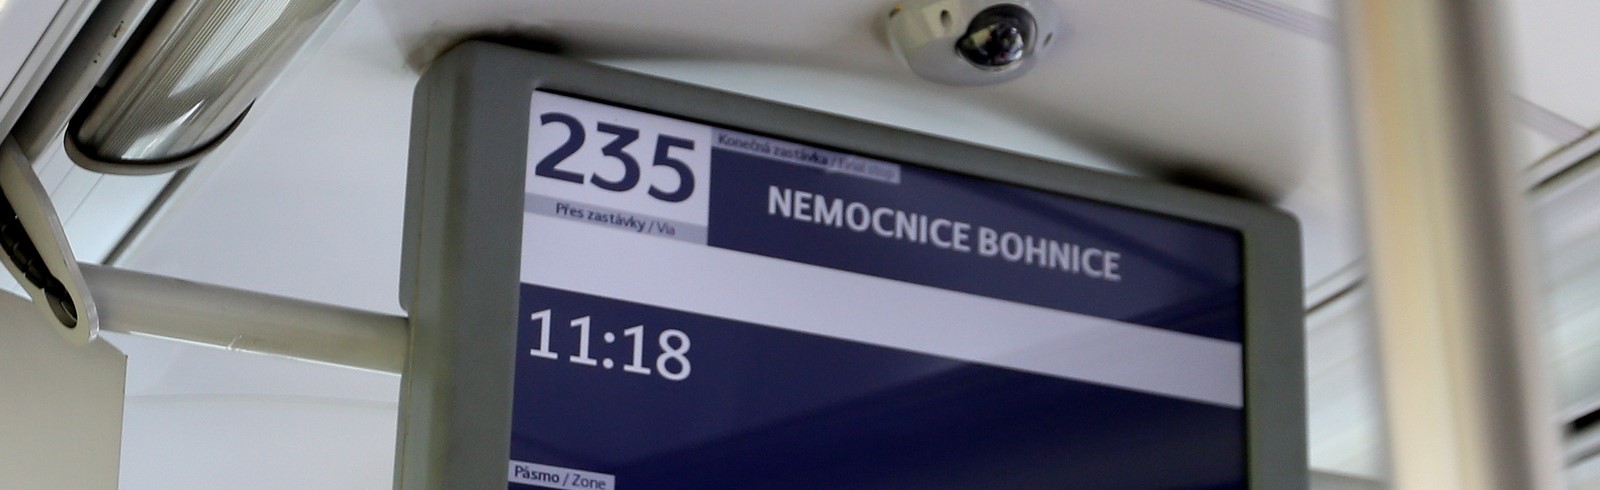 235
Konečná zastávka / Final stop
NEMOCNICE BOHNICE
Přes zastávky / Via
11:18
Pásmo / Zone